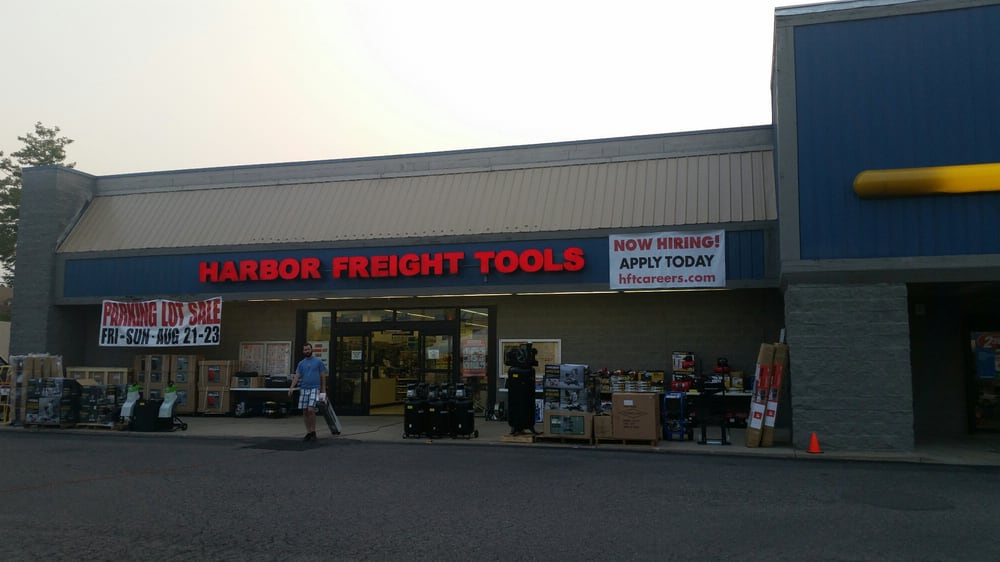 HARBOR FREIGHT TOOLS
NOW HIRING!
APPLY TODAY
hftcareers.com
PARKING LOT SALE
FRI-SUN-AUG 21-23